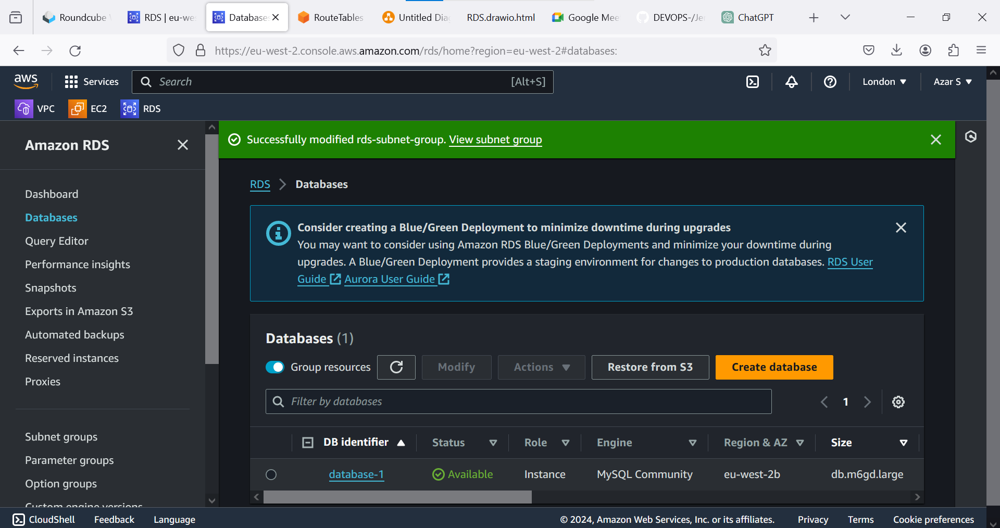 Roundcube
RDS | eu-we
Database
RouteTables
Untitled Dia
RDS.drawio.html
Google Mee
DEVOPS-/Je
ChatGPT
https://eu-west-2.console.aws.amazon.com/rds/home?region=eu-west-2#databases:
aws
Services
Search
[Alt+S]
London
Azar S
VPC
EC2
RDS
Amazon RDS
Dashboard
Databases
Query Editor
Performance insights
Snapshots
Exports in Amazon S3
Automated backups
Reserved instances
Proxies
Subnet groups
Parameter groups
Option groups
Custom engine versions
Successfully modified rds-subnet-group. View subnet group
RDS > Databases
Consider creating a Blue/Green Deployment to minimize downtime during upgrades
You may want to consider using Amazon RDS Blue/Green Deployments and minimize your downtime during
upgrades. A Blue/Green Deployment provides a staging environment for changes to production databases. RDS User
Guide Aurora User Guide
Databases (1)
Group resources
Modify
Actions
Restore from S3
Create database
Filter by databases
1
DB identifier Status Role Engine Region & AZ Size
database-1 Available Instance MySQL Community eu-west-2b db.m6gd.large
CloudShell Feedback Language © 2024, Amazon Web Services, Inc. or its affiliates. Privacy Terms Cookie preferences